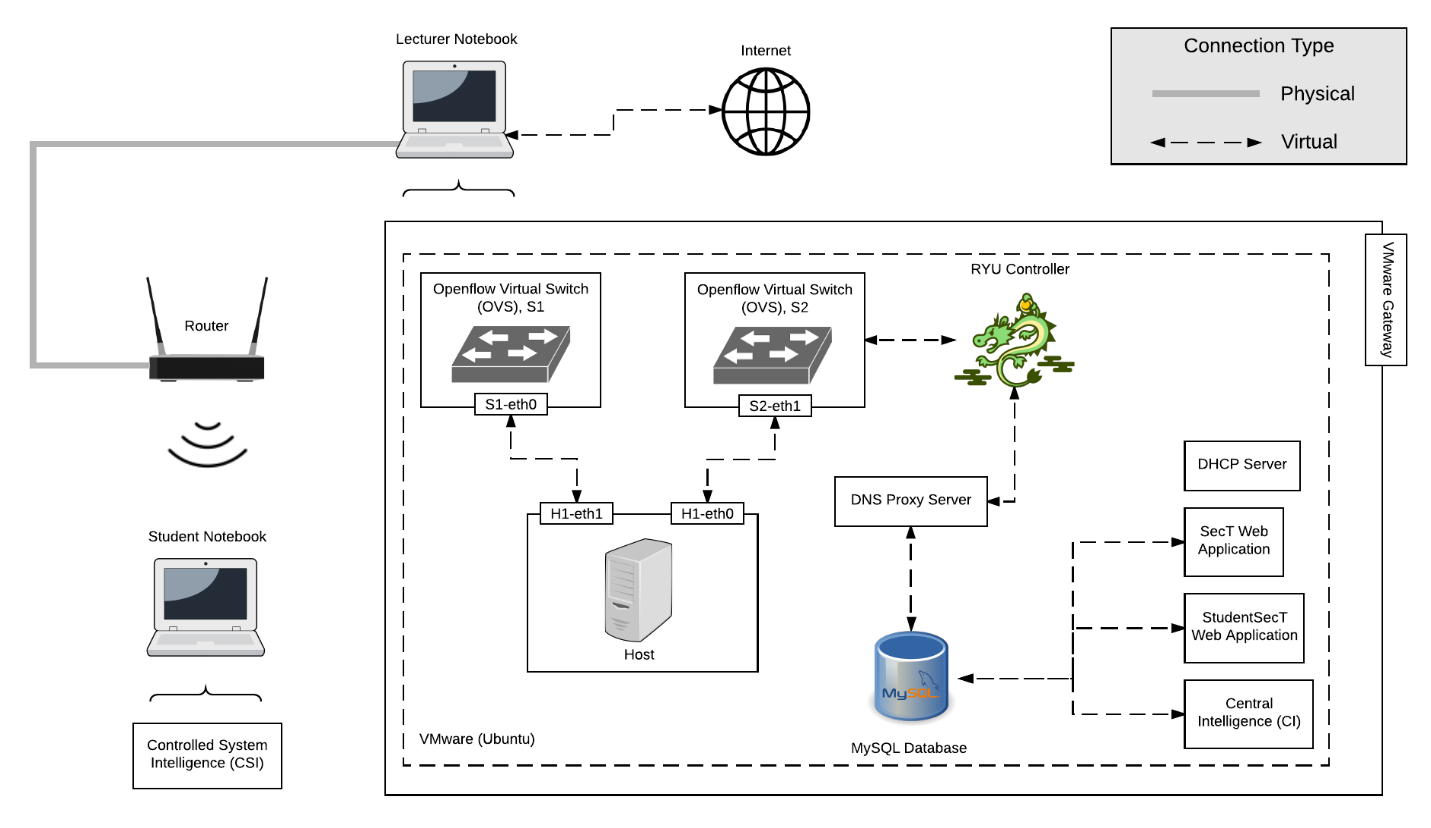 Lecturer Notebook
Internet
Connection Type
Physical
Virtual
VMware Gateway
Router
Openflow Virtual Switch
(OVS), S1
S1-eth0
Openflow Virtual Switch
(OVS), S2
S2-eth1
RYU Controller
H1-eth1
H1-eth0
Host
DNS Proxy Server
DHCP Server
SecT Web
Application
StudentSecT
Web Application
Central
Intelligence (CI)
MySQL
MySQL Database
VMware (Ubuntu)
Student Notebook
Controlled System
Intelligence (CSI)